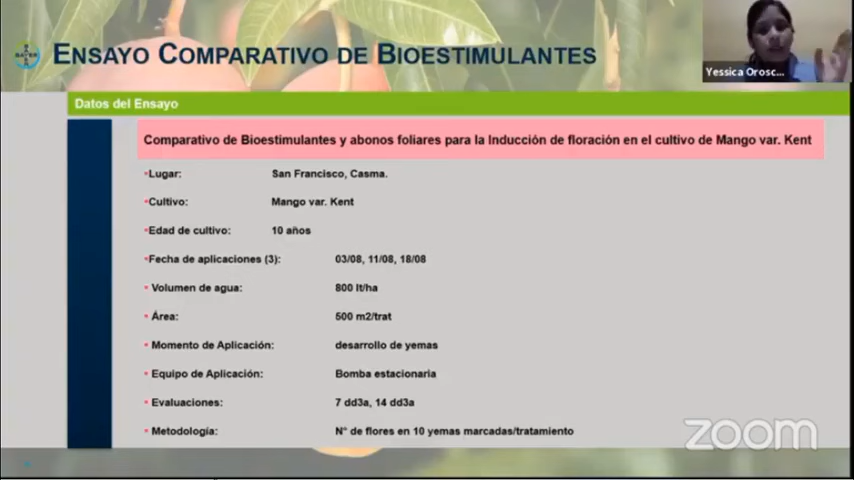 BAYER
ENSAYO COMPARATIVO DE BIOESTIMULANTES
Yessica Orosc...
Datos del Ensayo
Comparativo de Bioestimulantes y abonos foliares para la Inducción de floración en el cultivo de Mango var. Kent
•Lugar: San Francisco, Casma.
•Cultivo: Mango var. Kent
•Edad de cultivo: 10 años
•Fecha de aplicaciones (3): 03/08, 11/08, 18/08
• Volumen de agua: 800 lt/ha
• Área: 500 m2/trat
• Momento de Aplicación: desarrollo de yemas
• Equipo de Aplicación: Bomba estacionaria
• Evaluaciones: 7 dd3a, 14 dd3a
• Metodología: N° de flores en 10 yemas marcadas/tratamiento
zoom